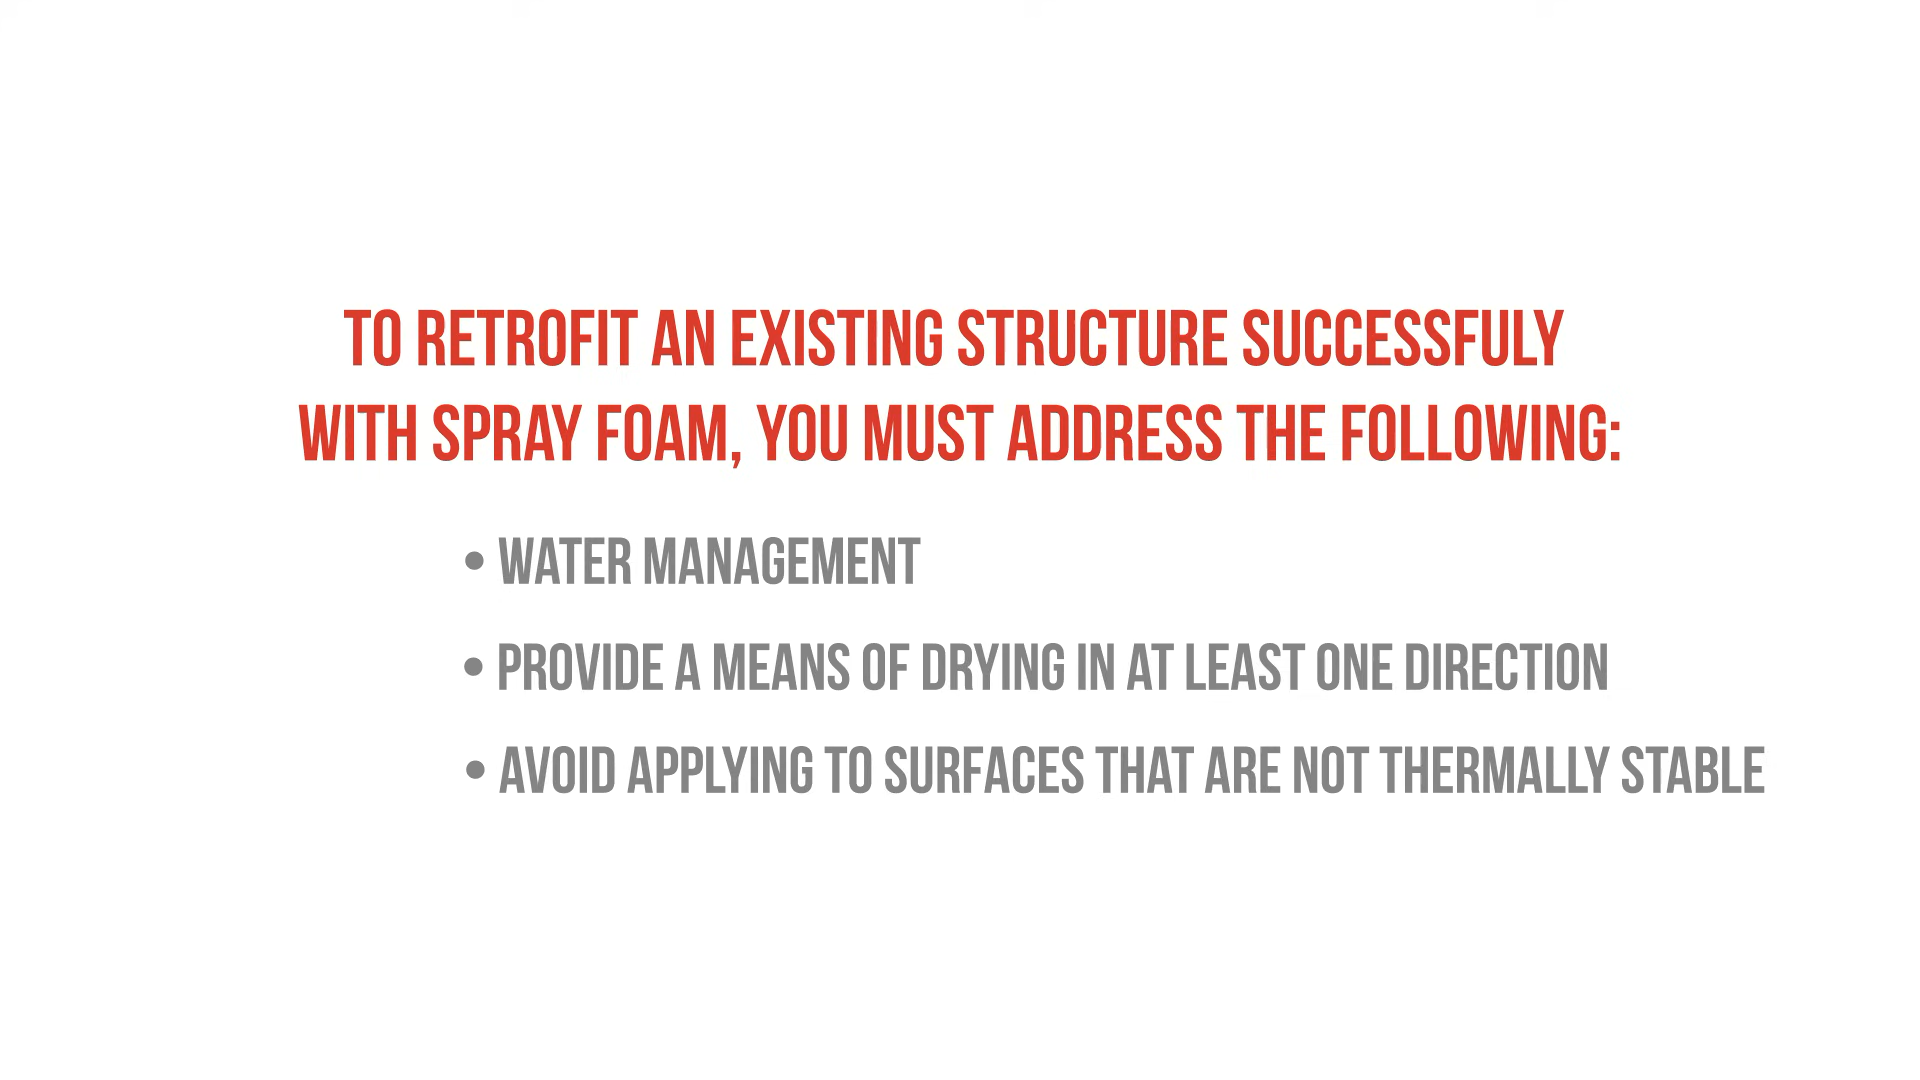 TO RETROFIT AN EXISTING STRUCTURE SUCCESSFULY
WITH SPRAY FOAM, YOU MUST ADDRESS THE FOLLOWING:
• WATER MANAGEMENT
• PROVIDE A MEANS OF DRYING IN AT LEAST ONE DIRECTION
• AVOID APPLYING TO SURFACES THAT ARE NOT THERMALLY STABLE